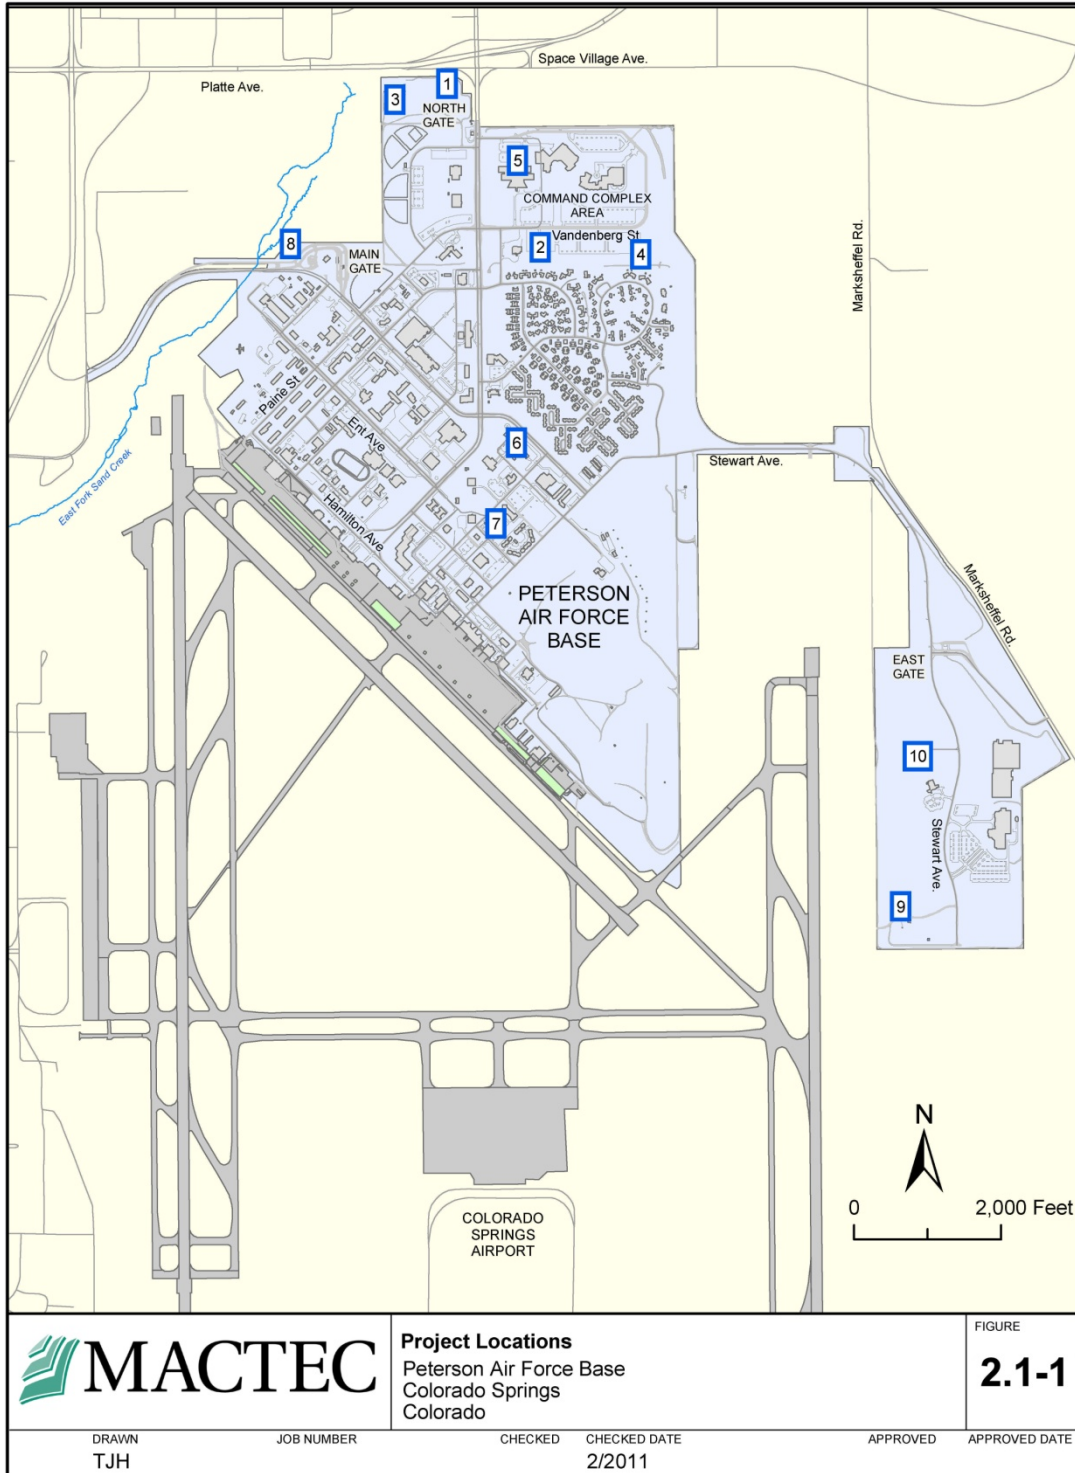 Space Village Ave.
Platte Ave.
1
3
NORTH
GATE
5
COMMAND COMPLEX
AREA
Vandenberg St.
2
4
8
MAIN
GATE
Marksheffel Rd.
Paine St
Ent Ave
Hamilton Ave
East Fork Sand Creek
6
7
Stewart Ave.
PETERSON
AIR FORCE
BASE
Marksheffel Rd.
EAST
GATE
10
Stewart Ave.
9
N
0
2,000 Feet
COLORADO
SPRINGS
AIRPORT
MACTEC
Project Locations
Peterson Air Force Base
Colorado Springs
Colorado
FIGURE
2.1-1
DRAWN
TJH
JOB NUMBER
CHECKED
CHECKED DATE
2/2011
APPROVED
APPROVED DATE